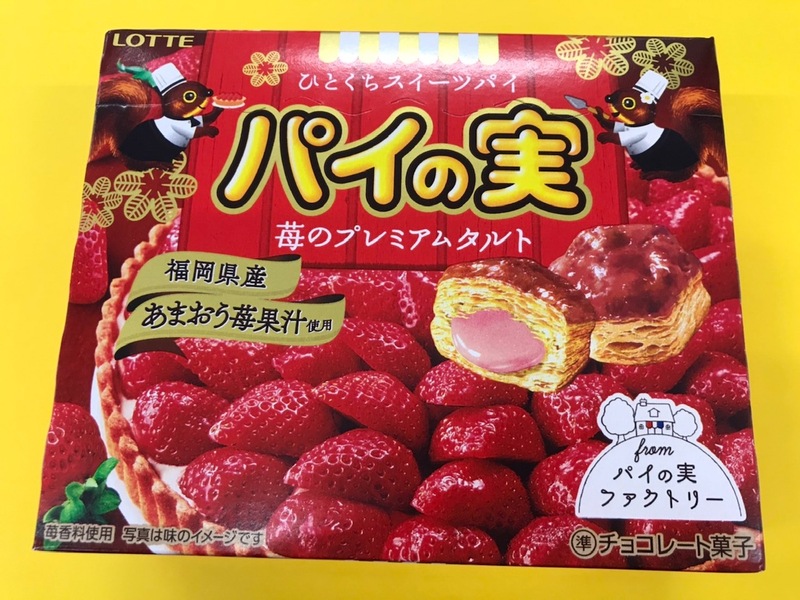 LOTTE
ひとくちスイーツパイ
パイの実
苺のプレミアムタルト
福岡県産
あまおう苺果汁使用
from
パイの実
ファクトリー
苺香料使用 写真は味のイメージです
準チョコレート菓子